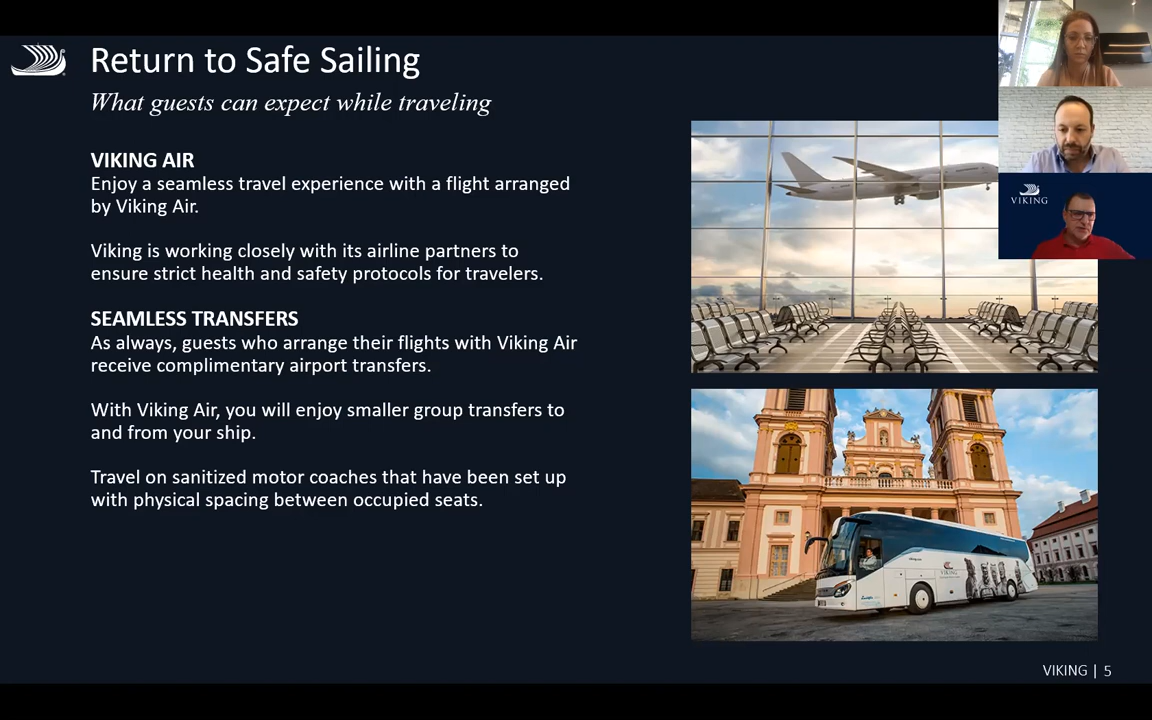 Return to Safe Sailing
What guests can expect while traveling
VIKING AIR
Enjoy a seamless travel experience with a flight arranged
by Viking Air.
Viking is working closely with its airline partners to
ensure strict health and safety protocols for travelers.
SEAMLESS TRANSFERS
As always, guests who arrange their flights with Viking Air
receive complimentary airport transfers.
With Viking Air, you will enjoy smaller group transfers to
and from your ship.
Travel on sanitized motor coaches that have been set up
with physical spacing between occupied seats.
VIKING
VIKING
VIKING | 5